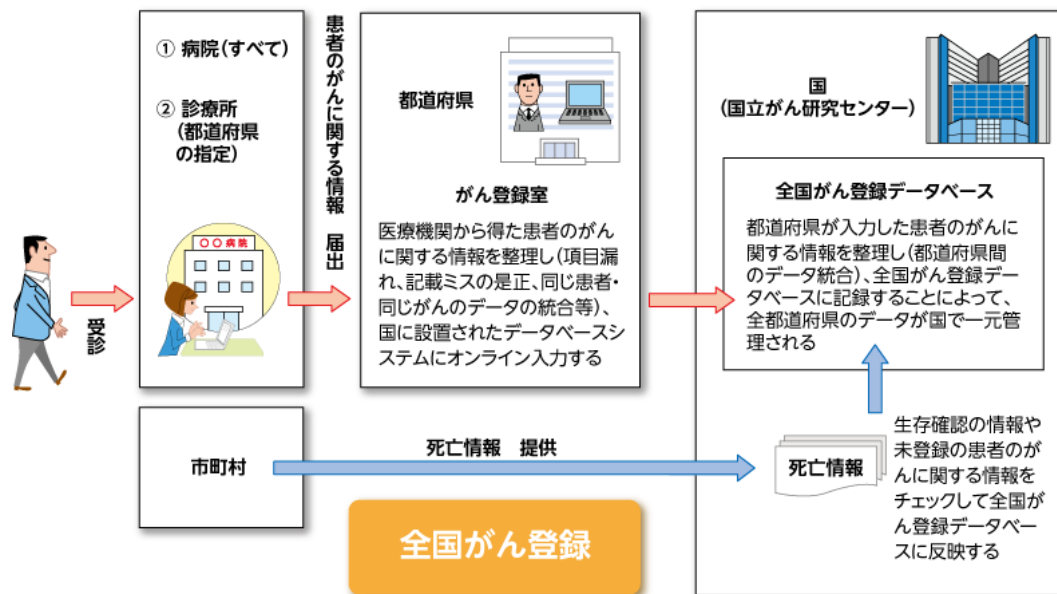 受診
① 病院(すべて)
② 診療所
(都道府県
の指定)
〇〇病院
患者のがんに関する情報 届出
都道府県
がん登録室
医療機関から得た患者のがん
に関する情報を整理し(項目漏
れ、記載ミスの是正、同じ患者・
同じがんのデータの統合等)、
国に設置されたデータベースシ
ステムにオンライン入力する
国
(国立がん研究センター)
全国がん登録データベース
都道府県が入力した患者のがんに
関する情報を整理し(都道府県間
のデータ統合)、全国がん登録デー
タベースに記録することによって、
全都道府県のデータが国で一元管
理される
市町村
死亡情報 提供
死亡情報
生存確認の情報や
未登録の患者のが
んに関する情報を
チェックして全国が
ん登録データベー
スに反映する
全国がん登録